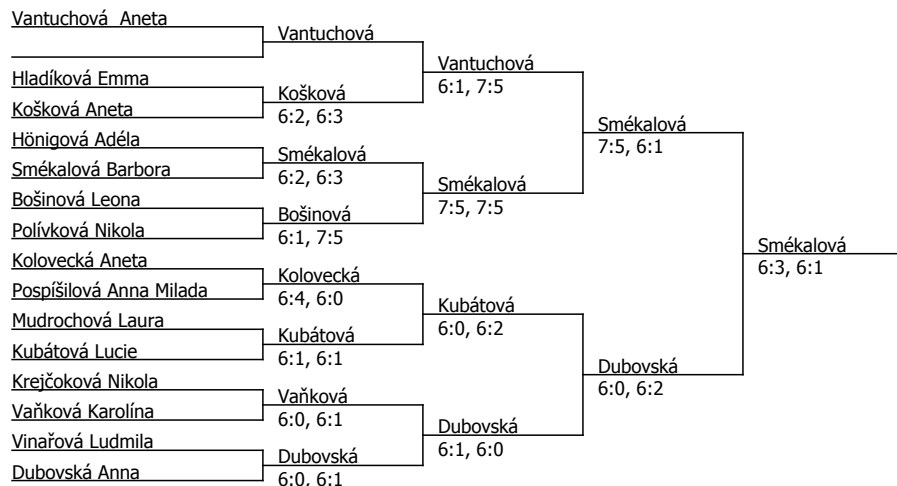 Vantuchová  Aneta
Hladíková Emma
Košková Aneta
Hönigová Adéla
Smékalová Barbora
Bošinová Leona
Polívková Nikola
Kolovecká Aneta
Pospíšilová Anna Milada
Mudrochová Laura
Kubátová Lucie
Krejčoková Nikola
Vaňková Karolína
Vinařová Ludmila
Dubovská Anna
Vantuchová
Košková
6:2, 6:3
Smékalová
6:2, 6:3
Bošinová
6:1, 7:5
Kolovecká
6:4, 6:0
Kubátová
6:1, 6:1
Vaňková
6:0, 6:1
Dubovská
6:0, 6:1
Vantuchová
6:1, 7:5
Smékalová
7:5, 7:5
Kubátová
6:0, 6:2
Dubovská
6:1, 6:0
Smékalová
7:5, 6:1
Dubovská
6:0, 6:2
Smékalová
6:3, 6:1